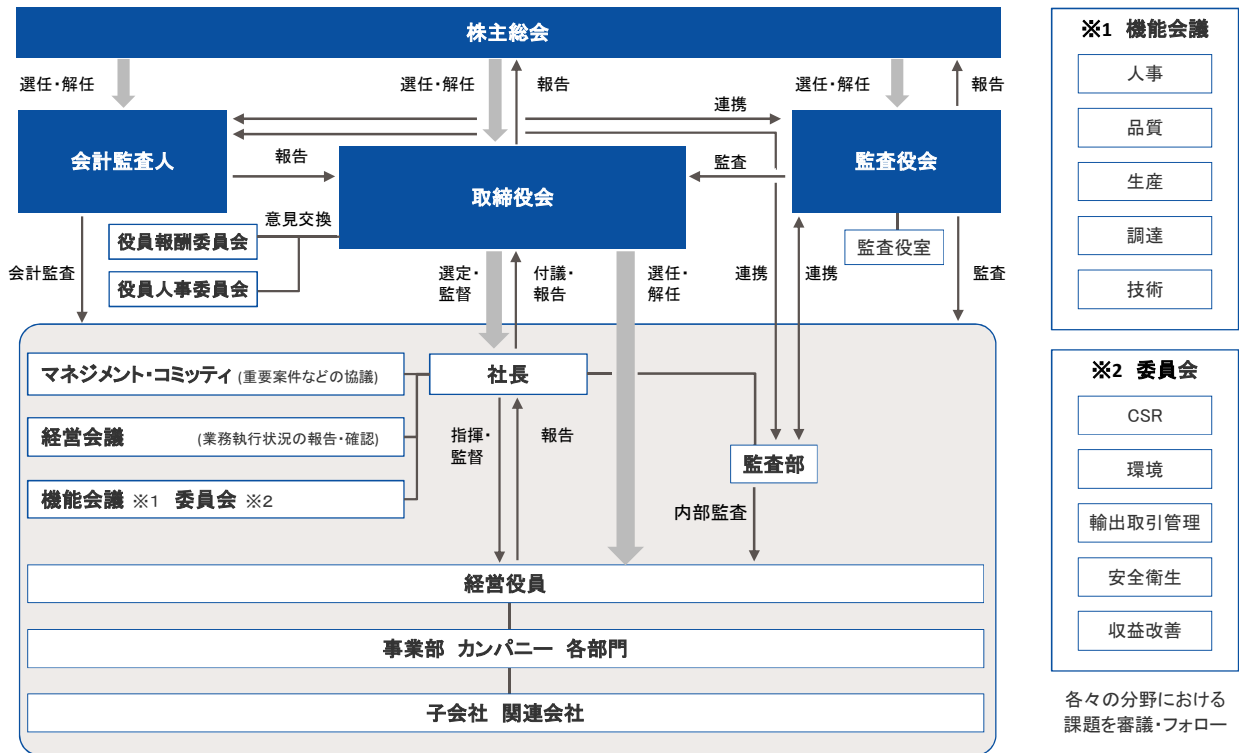 株主総会
選任・解任
選任・解任
報告
選任・解任
報告
連携
会計監査人
報告
取締役会
監査
監査役会
意見交換
役員報酬委員会
役員人事委員会
会計監査
選定・
監督
付議・
報告
選任・
解任
連携
連携
監査役室
監査
マネジメント・コミッティ (重要案件などの協議)
社長
経営会議 (業務執行状況の報告・確認)
指揮・
監督
報告
監査部
機能会議 ※1 委員会 ※2
内部監査
経営役員
事業部 カンパニー 各部門
子会社 関連会社
※1 機能会議
人事
品質
生産
調達
技術
※2 委員会
CSR
環境
輸出取引管理
安全衛生
収益改善
各々の分野における
課題を審議・フォロー